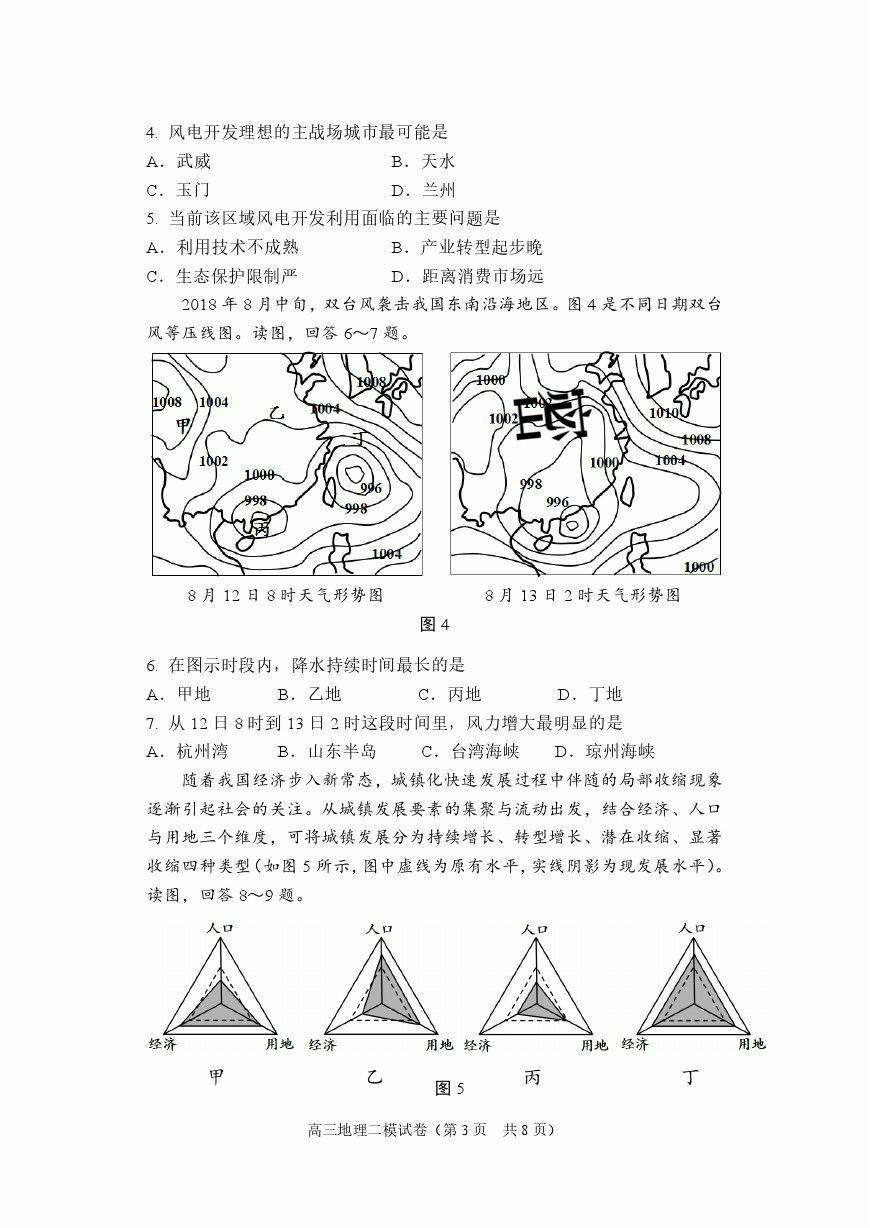 4. 风电开发理想的主战场城市最可能是
A．武威 B．天水
C．玉门 D．兰州
5. 当前该区域风电开发利用面临的主要问题是
A．利用技术不成熟 B．产业转型起步晚
C．生态保护限制严 D．距离消费市场远
2018 年 8 月中旬，双台风袭击我国东南沿海地区。图 4 是不同日期双台
风等压线图。读图，回答 6～7 题。
1008 1004 乙 1004 1008
甲 丁
1002 1000 996
998 998
丙
1004
1000 1002
1002 1010
1008
1000 1004
998
996
1000
8 月 12 日 8 时天气形势图 8 月 13 日 2 时天气形势图
图 4
6. 在图示时段内，降水持续时间最长的是
A．甲地 B．乙地 C．丙地 D．丁地
7. 从 12 日 8 时到 13 日 2 时这段时间里，风力增大最明显的是
A．杭州湾 B．山东半岛 C．台湾海峡 D．琼州海峡
随着我国经济步入新常态，城镇化快速发展过程中伴随的局部收缩现象
逐渐引起社会的关注。从城镇发展要素的集聚与流动出发，结合经济、人口
与用地三个维度，可将城镇发展分为持续增长、转型增长、潜在收缩、显著
收缩四种类型（如图 5 所示，图中虚线为原有水平，实线阴影为现发展水平）。
读图，回答 8～9 题。
人口 人口 人口 人口
经济 用地 经济 用地 经济 用地 经济 用地
甲 乙 丙 丁
图 5
高三地理二模试卷（第 3 页 共 8 页）